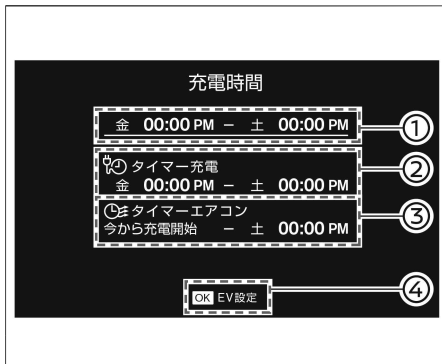 充電時間
金 00:00 PM － 土 00:00 PM
①
タイマー充電
②
金 00:00 PM － 土 00:00 PM
タイマーエアコン
③
今から充電開始 － 土 00:00 PM
OK EV設定
④